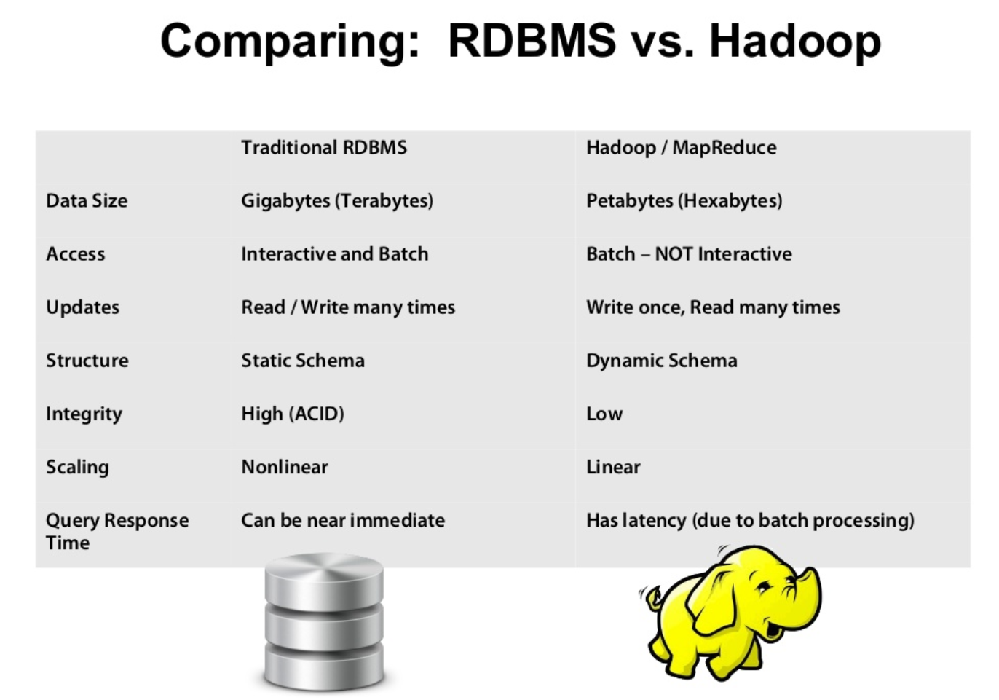 Comparing: RDBMS vs. Hadoop
Traditional RDBMS Hadoop / MapReduce
Data Size Gigabytes (Terabytes) Petabytes (Hexabytes)
Access Interactive and Batch Batch – NOT Interactive
Updates Read / Write many times Write once, Read many times
Structure Static Schema Dynamic Schema
Integrity High (ACID) Low
Scaling Nonlinear Linear
Query Response Can be near immediate Has latency (due to batch processing)
Time